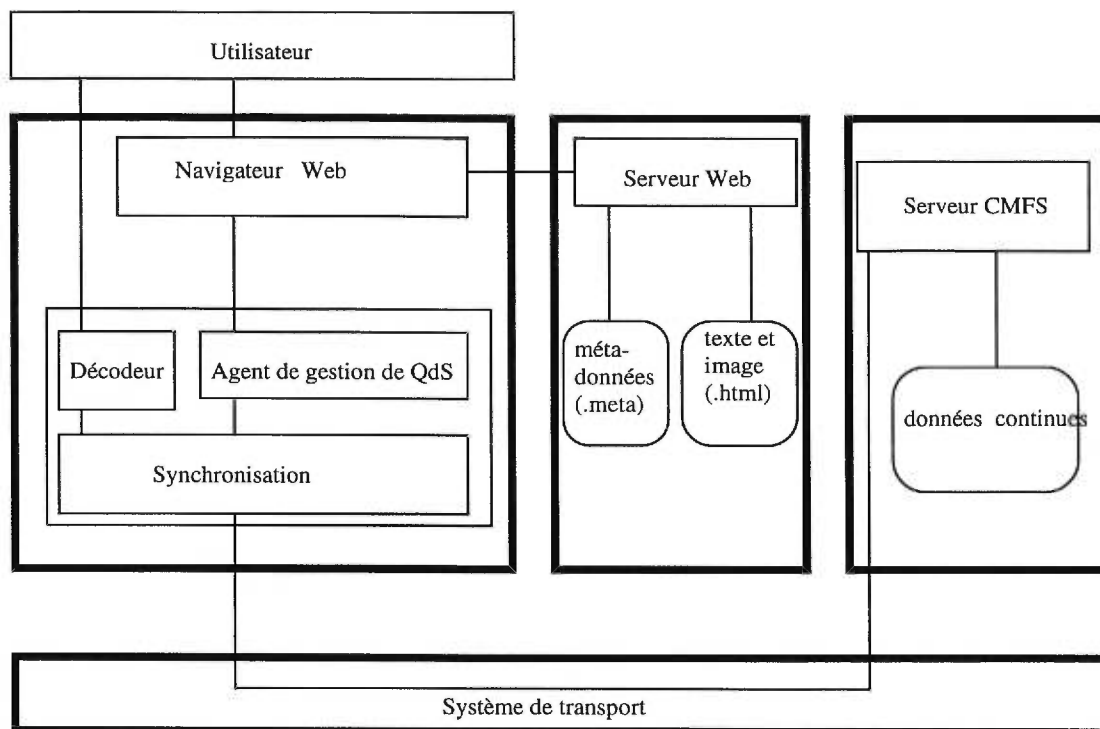 Utilisateur
Navigateur Web
Serveur Web
Serveur CMFS
Décodeur
Agent de gestion de QdS
méta-
données
(.meta)
texte et
image
(.html)
données continues
Synchronisation
Système de transport